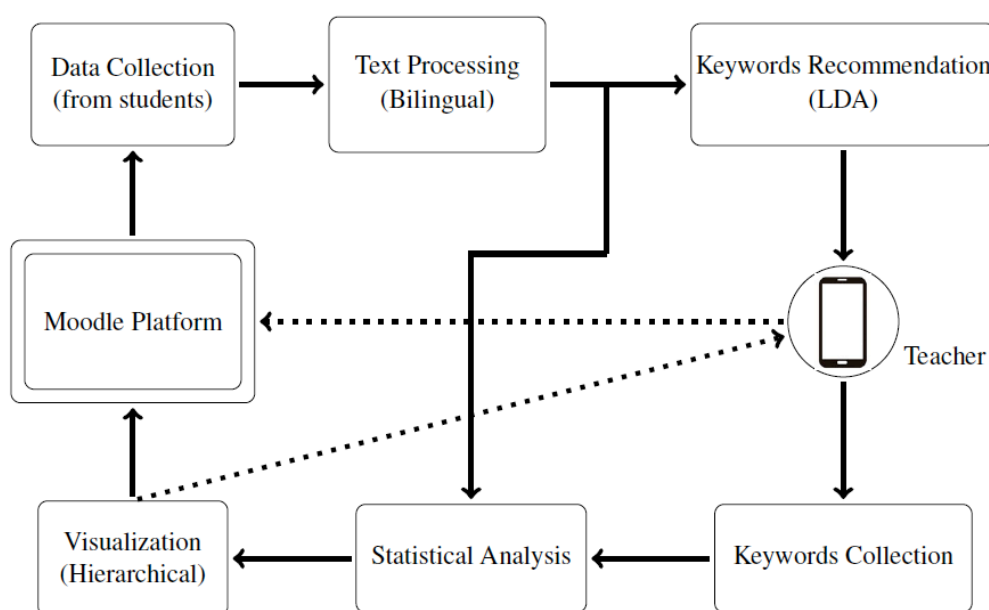 Data Collection
(from students)
Text Processing
(Bilingual)
Keywords Recommendation
(LDA)
Moodle Platform
Teacher
Visualization
(Hierarchical)
Statistical Analysis
Keywords Collection